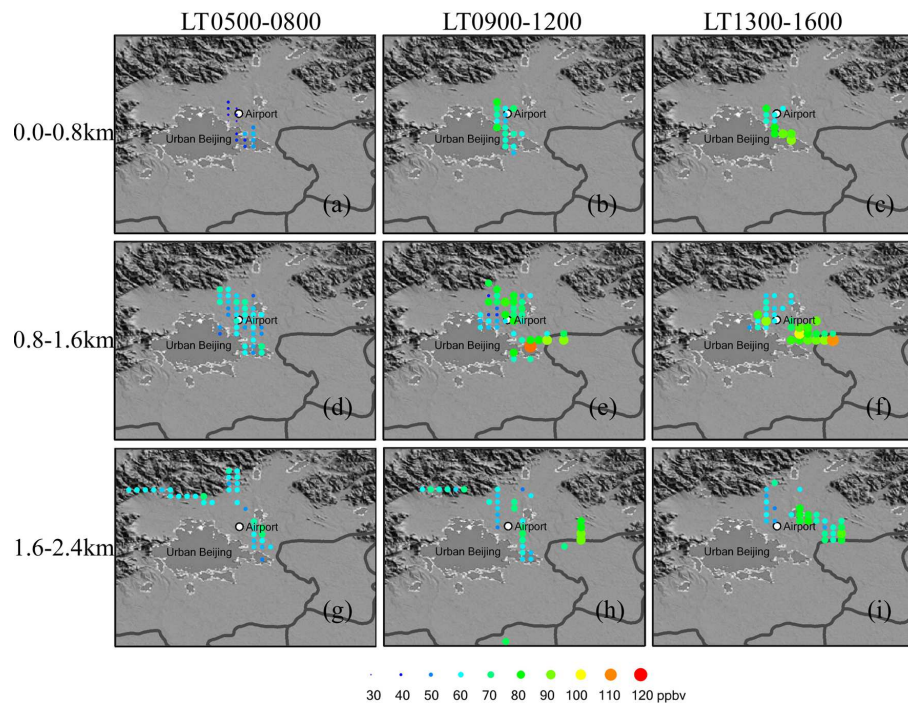 LT0500-0800 LT0900-1200 LT1300-1600
0.0-0.8km
Airport Airport Airport
Urban Beijing Urban Beijing Urban Beijing
(a) (b) (c)
0.8-1.6km
Airport Airport Airport
Urban Beijing Urban Beijing Urban Beijing
(d) (e) (f)
1.6-2.4km
Airport Airport Airport
Urban Beijing Urban Beijing Urban Beijing
(g) (h) (i)
30 40 50 60 70 80 90 100 110 120 ppbv